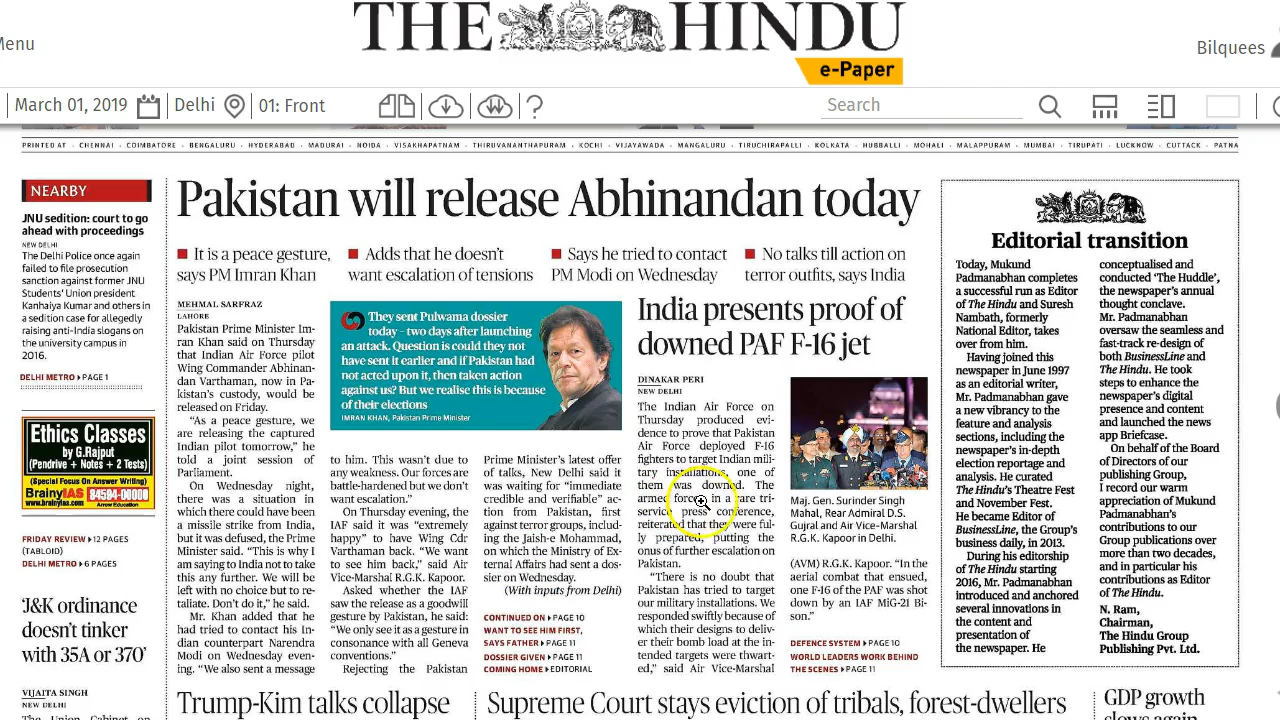 THE HINDU
e-Paper
Menu
Bilquees
March 01, 2019
Delhi
01: Front
?
Search
PRINTED AT · CHENNAI · COIMBATORE · BENGALURU · HYDERABAD · MADURAI · NOIDA · VISAKHAPATNAM · THIRUVANANTHAPURAM · KOCHI · VIJAYAWADA · MANGALURU · TIRUCHIRAPALLI · KOLKATA · HUBBALLI · MOHALI · MALAPPURAM · MUMBAI · TIRUPATI · LUCKNOW · CUTTACK · PATNA
NEARBY
JNU sedition: court to go
ahead with proceedings
NEW DELHI
The Delhi Police once again
failed to file prosecution
sanction against former JNU
Students' Union president
Kanhaiya Kumar and others in
a sedition case for allegedly
raising anti-India slogans on
the university campus in
2016.
DELHI METRO PAGE 1
Ethics Classes
by G.Rajput
(Pendrive + Notes + 2 Tests)
(Special Focus On Answer Writing)
BrainyIAS 84594-00000
www.brainyias.com Arrow Education
FRIDAY REVIEW 12 PAGES
(TABLOID)
DELHI METRO 6 PAGES
'J&K ordinance
doesn't tinker
with 35A or 370'
VIJAITA SINGH
NEW DELHI
The Union Cabinet on
Pakistan will release Abhinandan today
It is a peace gesture,
says PM Imran Khan
Adds that he doesn't
want escalation of tensions
Says he tried to contact
PM Modi on Wednesday
No talks till action on
terror outfits, says India
MEHMAL SARFRAZ
LAHORE
Pakistan Prime Minister Im-
ran Khan said on Thursday
that Indian Air Force pilot
Wing Commander Abhinan-
dan Varthaman, now in Pa-
kistan's custody, would be
released on Friday.
"As a peace gesture, we
are releasing the captured
Indian pilot tomorrow," he
told a joint session of
Parliament.
On Wednesday night,
there was a situation in
which there could have been
a missile strike from India,
but it was defused, the Prime
Minister said. "This is why I
am saying to India not to take
this any further. We will be
left with no choice but to re-
taliate. Don't do it," he said.
Mr. Khan added that he
had tried to contact his In-
dian counterpart Narendra
Modi on Wednesday even-
ing. "We also sent a message
They sent Pulwama dossier
today – two days after launching
an attack. Question is could they not
have sent it earlier and if Pakistan had
not acted upon it, then taken action
against us? But we realise this is because
of their elections
IMRAN KHAN, Pakistan Prime Minister
to him. This wasn't due to
any weakness. Our forces are
battle-hardened but we don't
want escalation."
On Thursday evening, the
IAF said it was "extremely
happy" to have Wing Cdr
Varthaman back. "We want
to see him back," said Air
Vice-Marshal R.G.K. Kapoor.
Asked whether the IAF
saw the release as a goodwill
gesture by Pakistan, he said:
"We only see it as a gesture in
consonance with all Geneva
conventions."
Rejecting the Pakistan
Prime Minister's latest offer
of talks, New Delhi said it
was waiting for "immediate
credible and verifiable" ac-
tion from Pakistan, first
against terror groups, includ-
ing the Jaish-e Mohammad,
on which the Ministry of Ex-
ternal Affairs had sent a dos-
sier on Wednesday.
(With inputs from Delhi)
CONTINUED ON PAGE 10
WANT TO SEE HIM FIRST,
SAYS FATHER PAGE 11
DOSSIER GIVEN PAGE 11
COMING HOME EDITORIAL
India presents proof of
downed PAF F-16 jet
DINAKAR PERI
NEW DELHI
The Indian Air Force on
Thursday produced evi-
dence to prove that Pakistan
Air Force deployed F-16
fighters to target Indian mili-
tary installations, one of
them was downed. The
armed forces, in a rare tri-
service press conference,
reiterated that they were ful-
ly prepared, putting the
onus of further escalation on
Pakistan.
"There is no doubt that
Pakistan has tried to target
our military installations. We
responded swiftly because of
which their designs to deliv-
er their bomb load at the in-
tended targets were thwart-
ed," said Air Vice-Marshal
Maj. Gen. Surinder Singh
Mahal, Rear Admiral D.S.
Gujral and Air Vice-Marshal
R.G.K. Kapoor in Delhi.
(AVM) R.G.K. Kapoor. "In the
aerial combat that ensued,
one F-16 of the PAF was shot
down by an IAF MiG-21 Bi-
son."
DEFENCE SYSTEM PAGE 10
WORLD LEADERS WORK BEHIND
THE SCENES PAGE 11
Editorial transition
Today, Mukund
Padmanabhan completes
a successful run as Editor
of The Hindu and Suresh
Nambath, formerly
National Editor, takes
over from him.
Having joined this
newspaper in June 1997
as an editorial writer,
Mr. Padmanabhan gave
a new vibrancy to the
feature and analysis
sections, including the
newspaper's in-depth
election reportage and
analysis. He curated
The Hindu's Theatre Fest
and November Fest.
He became Editor of
BusinessLine, the Group's
business daily, in 2013.
During his editorship
of The Hindu starting
2016, Mr. Padmanabhan
introduced and anchored
several innovations in
the content and
presentation of
the newspaper. He
conceptualised and
conducted 'The Huddle',
the newspaper's annual
thought conclave.
Mr. Padmanabhan
oversaw the seamless and
fast-track re-design of
both BusinessLine and
The Hindu. He took
steps to enhance the
newspaper's digital
presence and content
and launched the news
app Briefcase.
On behalf of the Board
of Directors of our
publishing Group,
I record our warm
appreciation of Mukund
Padmanabhan's
contributions to our
Group publications over
more than two decades,
and in particular his
contributions as Editor
of The Hindu.
N. Ram,
Chairman,
The Hindu Group
Publishing Pvt. Ltd.
Trump-Kim talks collapse
Supreme Court stays eviction of tribals, forest-dwellers
GDP growth
slows again